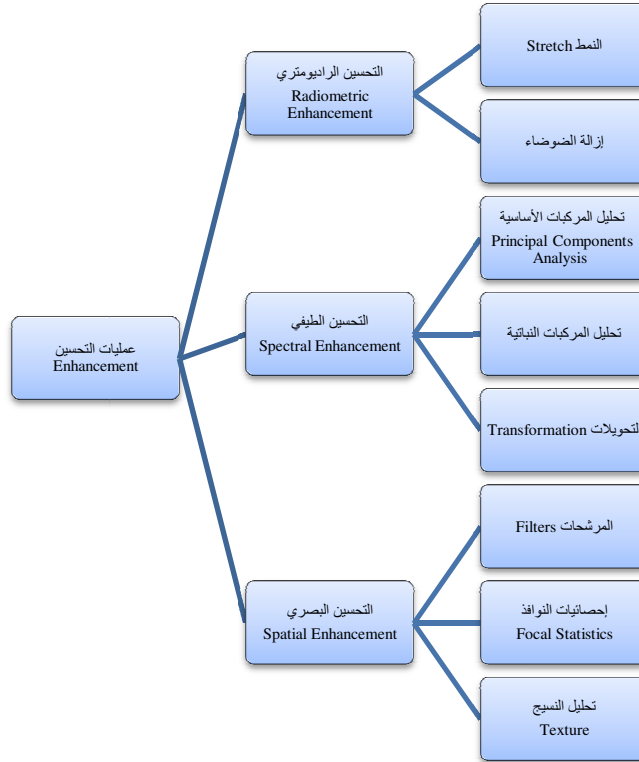 عمليات التحسين
Enhancement
التحسين الراديومتري
Radiometric
Enhancement
النمط Stretch
إزالة الضوضاء
التحسين الطيفي
Spectral Enhancement
تحليل المركبات الأساسية
Principal Components
Analysis
تحليل المركبات النباتية
التحويلات Transformation
التحسين البصري
Spatial Enhancement
المرشحات Filters
إحصائيات النوافذ
Focal Statistics
تحليل النسيج
Texture